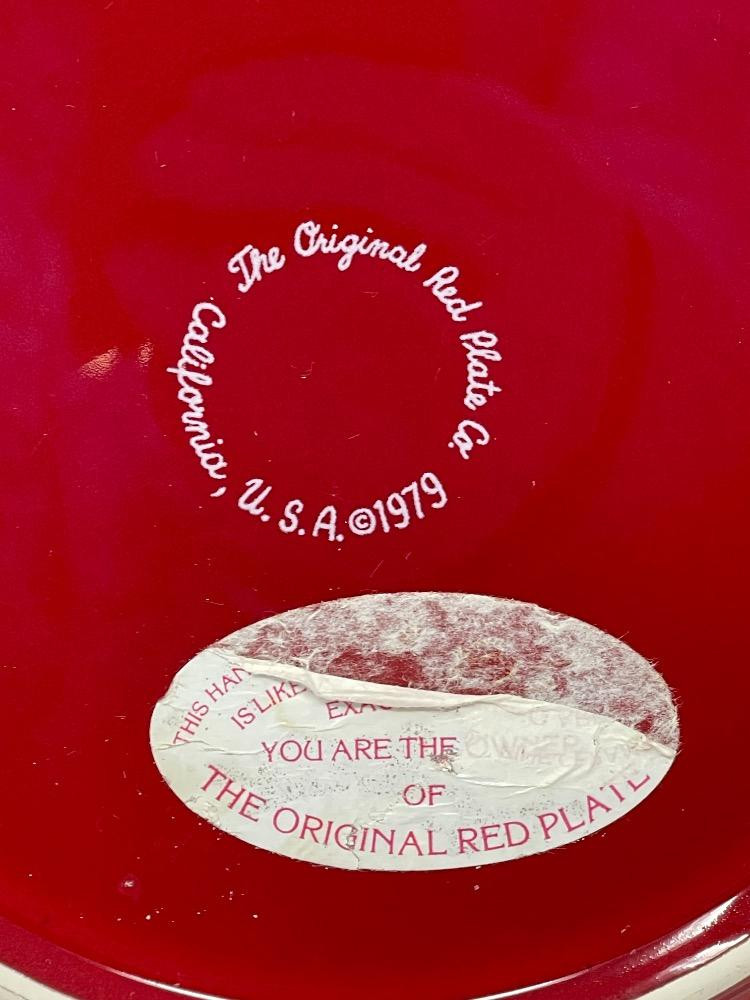 The Original Red Plate Co.
California, U.S.A. ©1979
THIS HAN
IS LIKE
EXAC
YOU ARE THE OWNER
OF
THE ORIGINAL RED PLATE